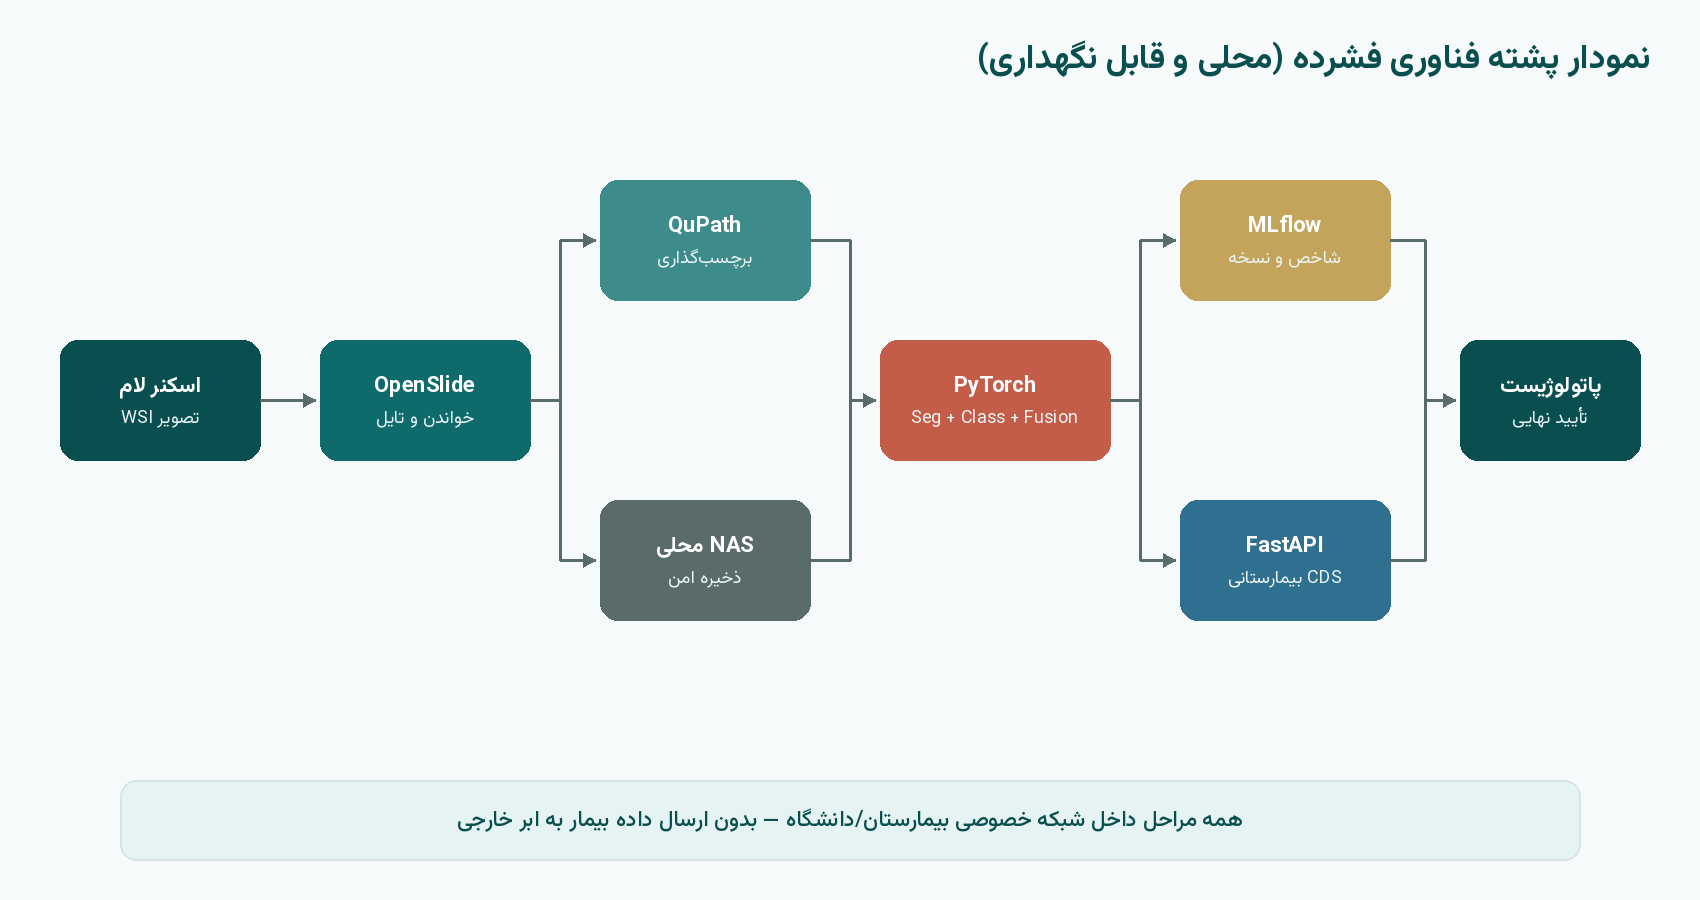 نمودار پشته فناوری فشرده (محلی و قابل نگهداری)
اسکنر لام
تصویر WSI
OpenSlide
خواندن و تایل
QuPath
برچسب‌گذاری
NAS محلی
ذخیره امن
PyTorch
Seg + Class + Fusion
MLflow
شاخص و نسخه
FastAPI
CDS بیمارستانی
پاتولوژیست
تأیید نهایی
همه مراحل داخل شبکه خصوصی بیمارستان/دانشگاه — بدون ارسال داده بیمار به ابر خارجی